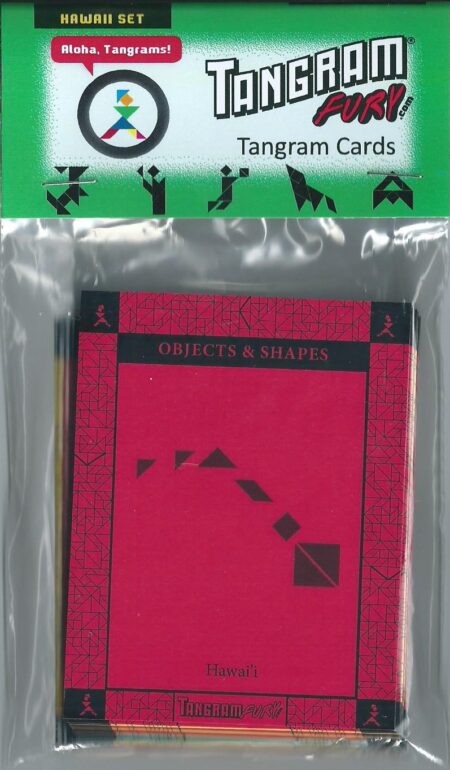 HAWAII SET
Aloha, Tangrams!
TANGRAM®
FURY.com
Tangram Cards
OBJECTS & SHAPES
Hawai'i
TANGRAM FURY